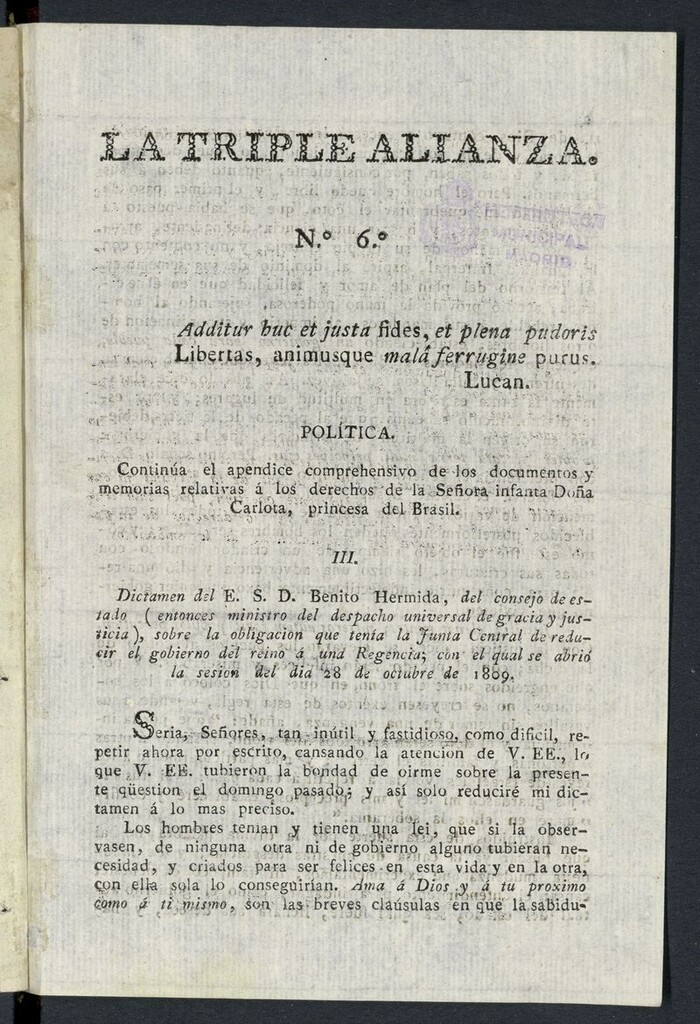 LA TRIPLE ALIANZA.
N.º 6.º
Additur huc et justa fides, et plena pudoris
Libertas, animusque malâ ferrugine purus.
Lucan.
POLÍTICA.
Continúa el apendice comprehensivo de los documentos y
memorias relativas á los derechos de la Señora infanta Doña
Carlota, princesa del Brasil.
III.
Dictamen del E. S. D. Benito Hermida, del consejo de es-
tado ( entonces ministro del despacho universal de gracia y jus-
ticia ), sobre la obligacion que tenía la Junta Central de redu-
cir el gobierno del reino á una Regencia; con el qual se abrió
la sesion del dia 28 de octubre de 1809.
Seria, Señores, tan inútil y fastidioso, como dificil, re-
petir ahora por escrito, cansando la atencion de V. EE., lo
que V. EE. tubieron la bondad de oirme sobre la presen-
te qüestion el domingo pasado; y así solo reduciré mi dic-
tamen á lo mas preciso.
Los hombres tenian y tienen una lei, que si la obser-
vasen, de ninguna otra ni de gobierno alguno tubieran ne-
cesidad, y criados para ser felices en esta vida y en la otra,
con ella sola lo conseguirían. Ama á Dios y á tu proximo
como á ti mismo, son las breves claúsulas en que la sabidu-